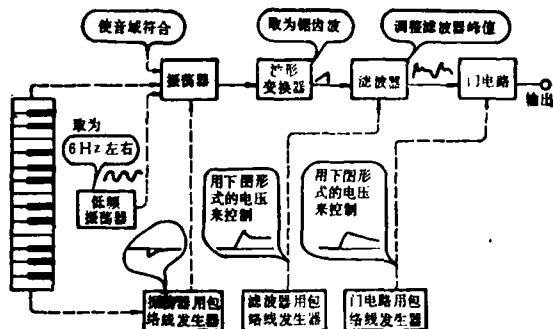 使音域符合
取为锯齿波
调整滤波器峰值
振荡器
波形
变换器
滤波器
门电路
输出
取为
6Hz左右
低频
振荡器
用下图形
式的电压
来控制
用下图形
式的电压
来控制
振荡器用包
络线发生器
滤波器用包
络线发生器
门电路用包
络线发生器